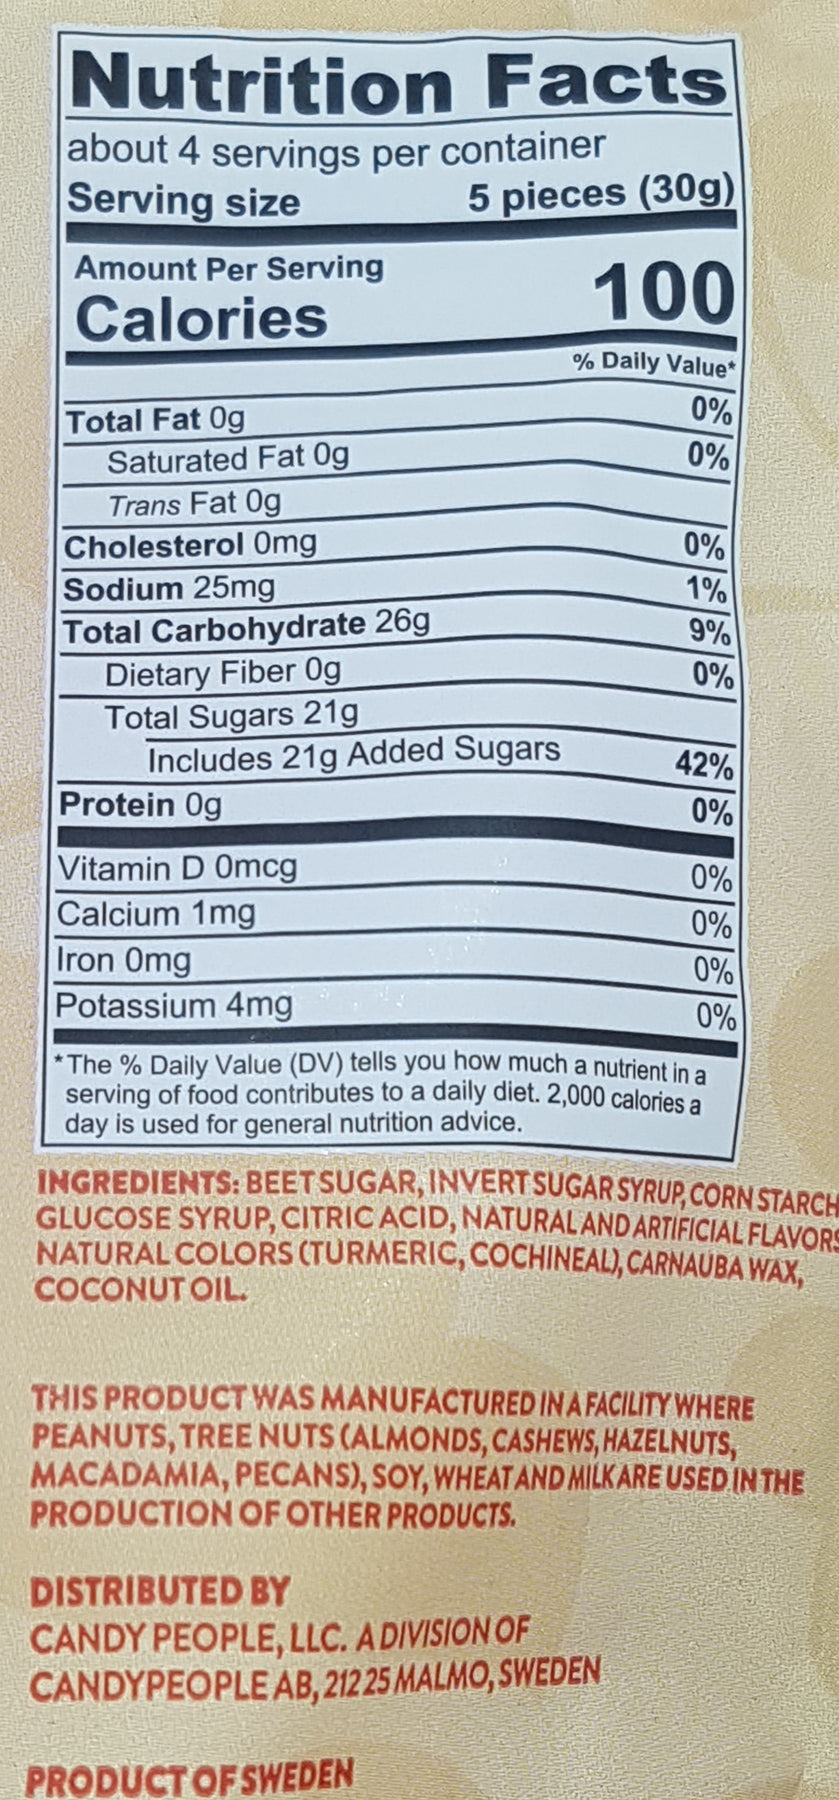 Nutrition Facts
about 4 servings per container
Serving size 5 pieces (30g)
Amount Per Serving
Calories 100
% Daily Value*
Total Fat 0g 0%
Saturated Fat 0g 0%
Trans Fat 0g
Cholesterol 0mg 0%
Sodium 25mg 1%
Total Carbohydrate 26g 9%
Dietary Fiber 0g 0%
Total Sugars 21g
Includes 21g Added Sugars 42%
Protein 0g 0%
Vitamin D 0mcg 0%
Calcium 1mg 0%
Iron 0mg 0%
Potassium 4mg 0%
*The % Daily Value (DV) tells you how much a nutrient in a
serving of food contributes to a daily diet. 2,000 calories a
day is used for general nutrition advice.
INGREDIENTS: BEET SUGAR, INVERT SUGAR SYRUP, CORN STARCH
GLUCOSE SYRUP, CITRIC ACID, NATURAL AND ARTIFICIAL FLAVORS
NATURAL COLORS (TURMERIC, COCHINEAL), CARNAUBA WAX,
COCONUT OIL.
THIS PRODUCT WAS MANUFACTURED IN A FACILITY WHERE
PEANUTS, TREE NUTS (ALMONDS, CASHEWS, HAZELNUTS,
MACADAMIA, PECANS), SOY, WHEAT AND MILK ARE USED IN THE
PRODUCTION OF OTHER PRODUCTS.
DISTRIBUTED BY
CANDY PEOPLE, LLC. A DIVISION OF
CANDYPEOPLE AB, 212 25 MALMO, SWEDEN
PRODUCT OF SWEDEN